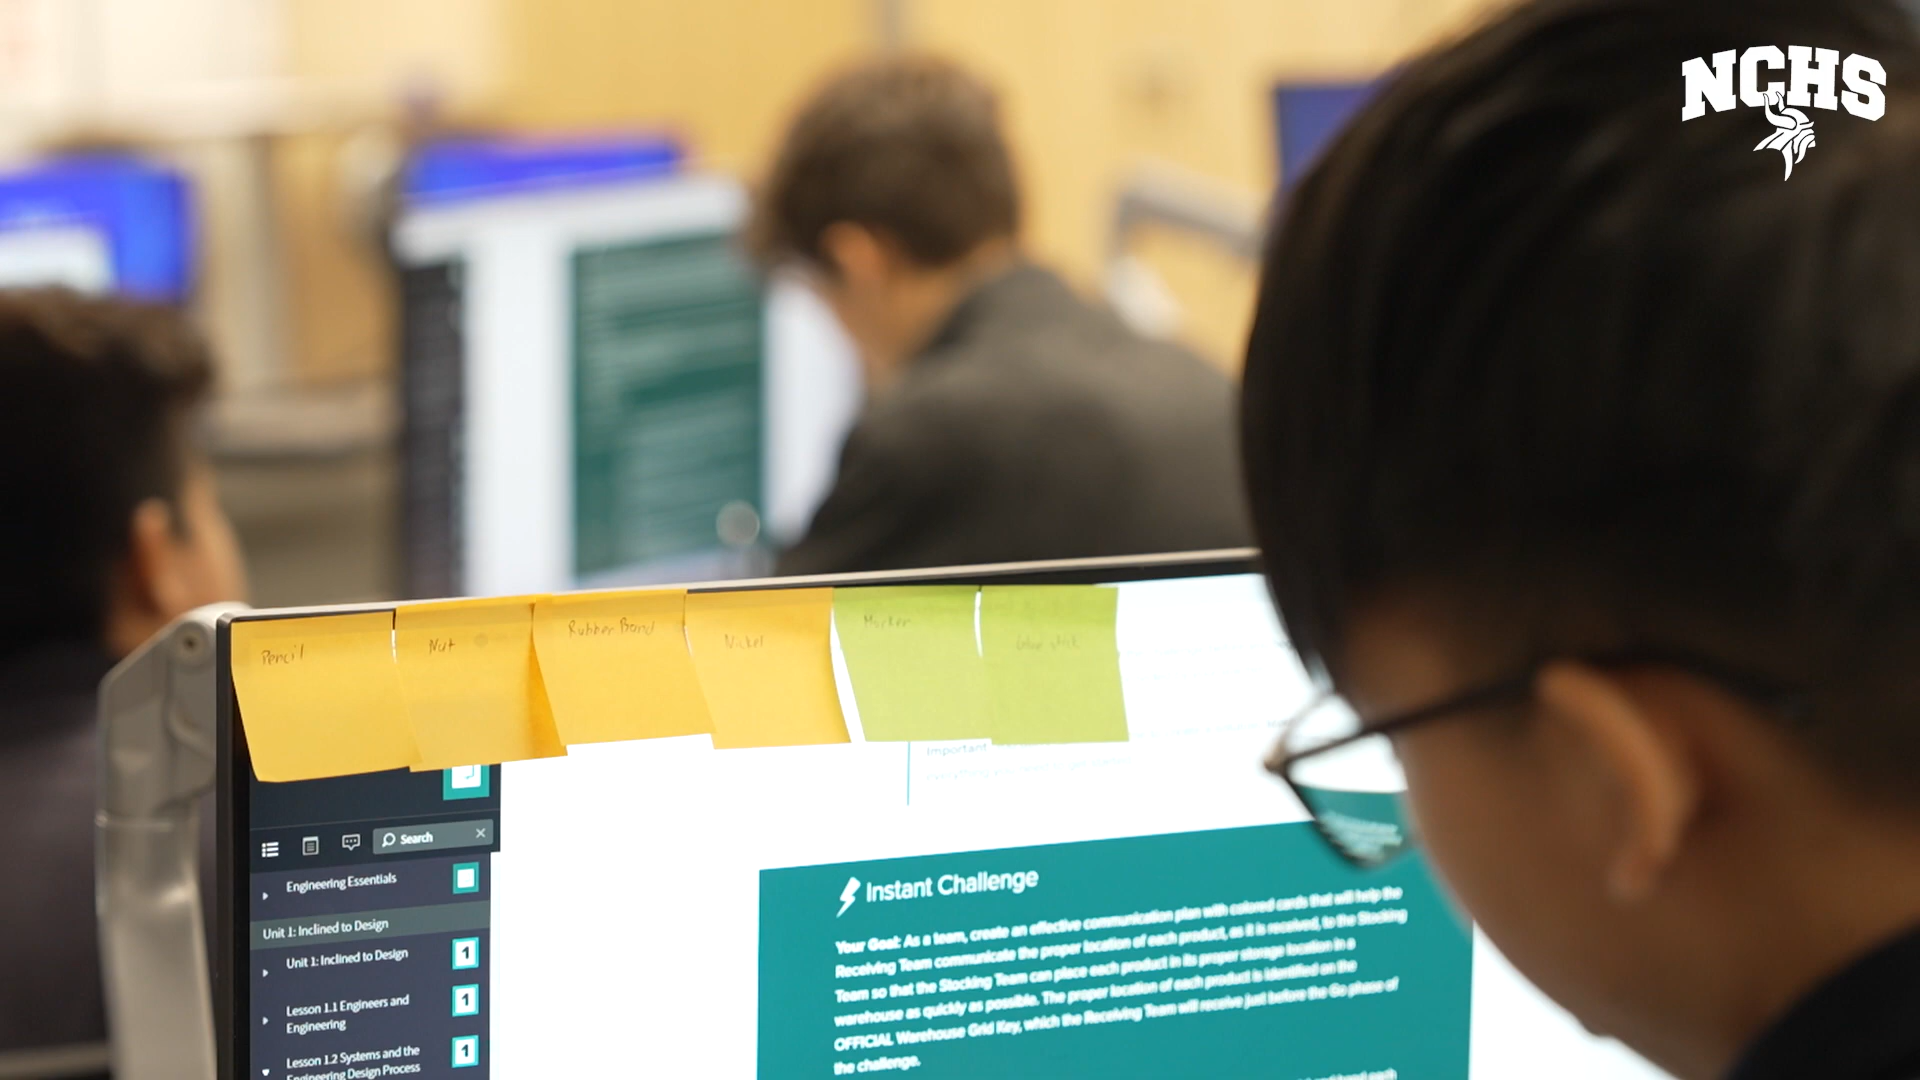 NCHS
Pencil
Nut
Rubber Band
Nickel
Marker
Glue stick
Important
Search
Engineering Essentials
Unit 1: Inclined to Design
Unit 1: Inclined to Design
1
Lesson 1.1 Engineers and
Engineering
1
Lesson 1.2 Systems and the
Engineering Design Process
1
Instant Challenge
Your Goal: As a team, create an effective communication plan with colored cards that will help the
Receiving Team communicate the proper location of each product, as it is received, to the Stocking
Team so that the Stocking Team can place each product in its proper storage location in a
warehouse as quickly as possible. The proper location of each product is identified on the
OFFICIAL Warehouse Grid Key, which the Receiving Team will receive just before the Go phase of
the challenge.